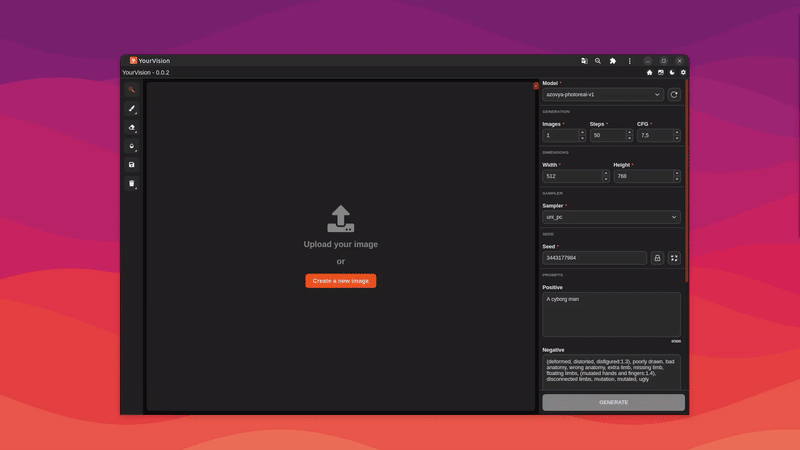 YourVision
YourVision - 0.0.2
Model *
azovya-photoreal-v1
GENERATION
Images * Steps * CFG *
1 50 7,5
DIMENSIONS
Width * Height *
512 768
SAMPLER
Sampler *
uni_pc
SEED
Seed *
3443177984
PROMPTS
Positive
A cyborg man
Negative
(deformed, distorted, disfigured:1.3), poorly drawn, bad
anatomy, wrong anatomy, extra limb, missing limb,
floating limbs, (mutated hands and fingers:1.4),
disconnected limbs, mutation, mutated, ugly
GENERATE
Upload your image
or
Create a new image